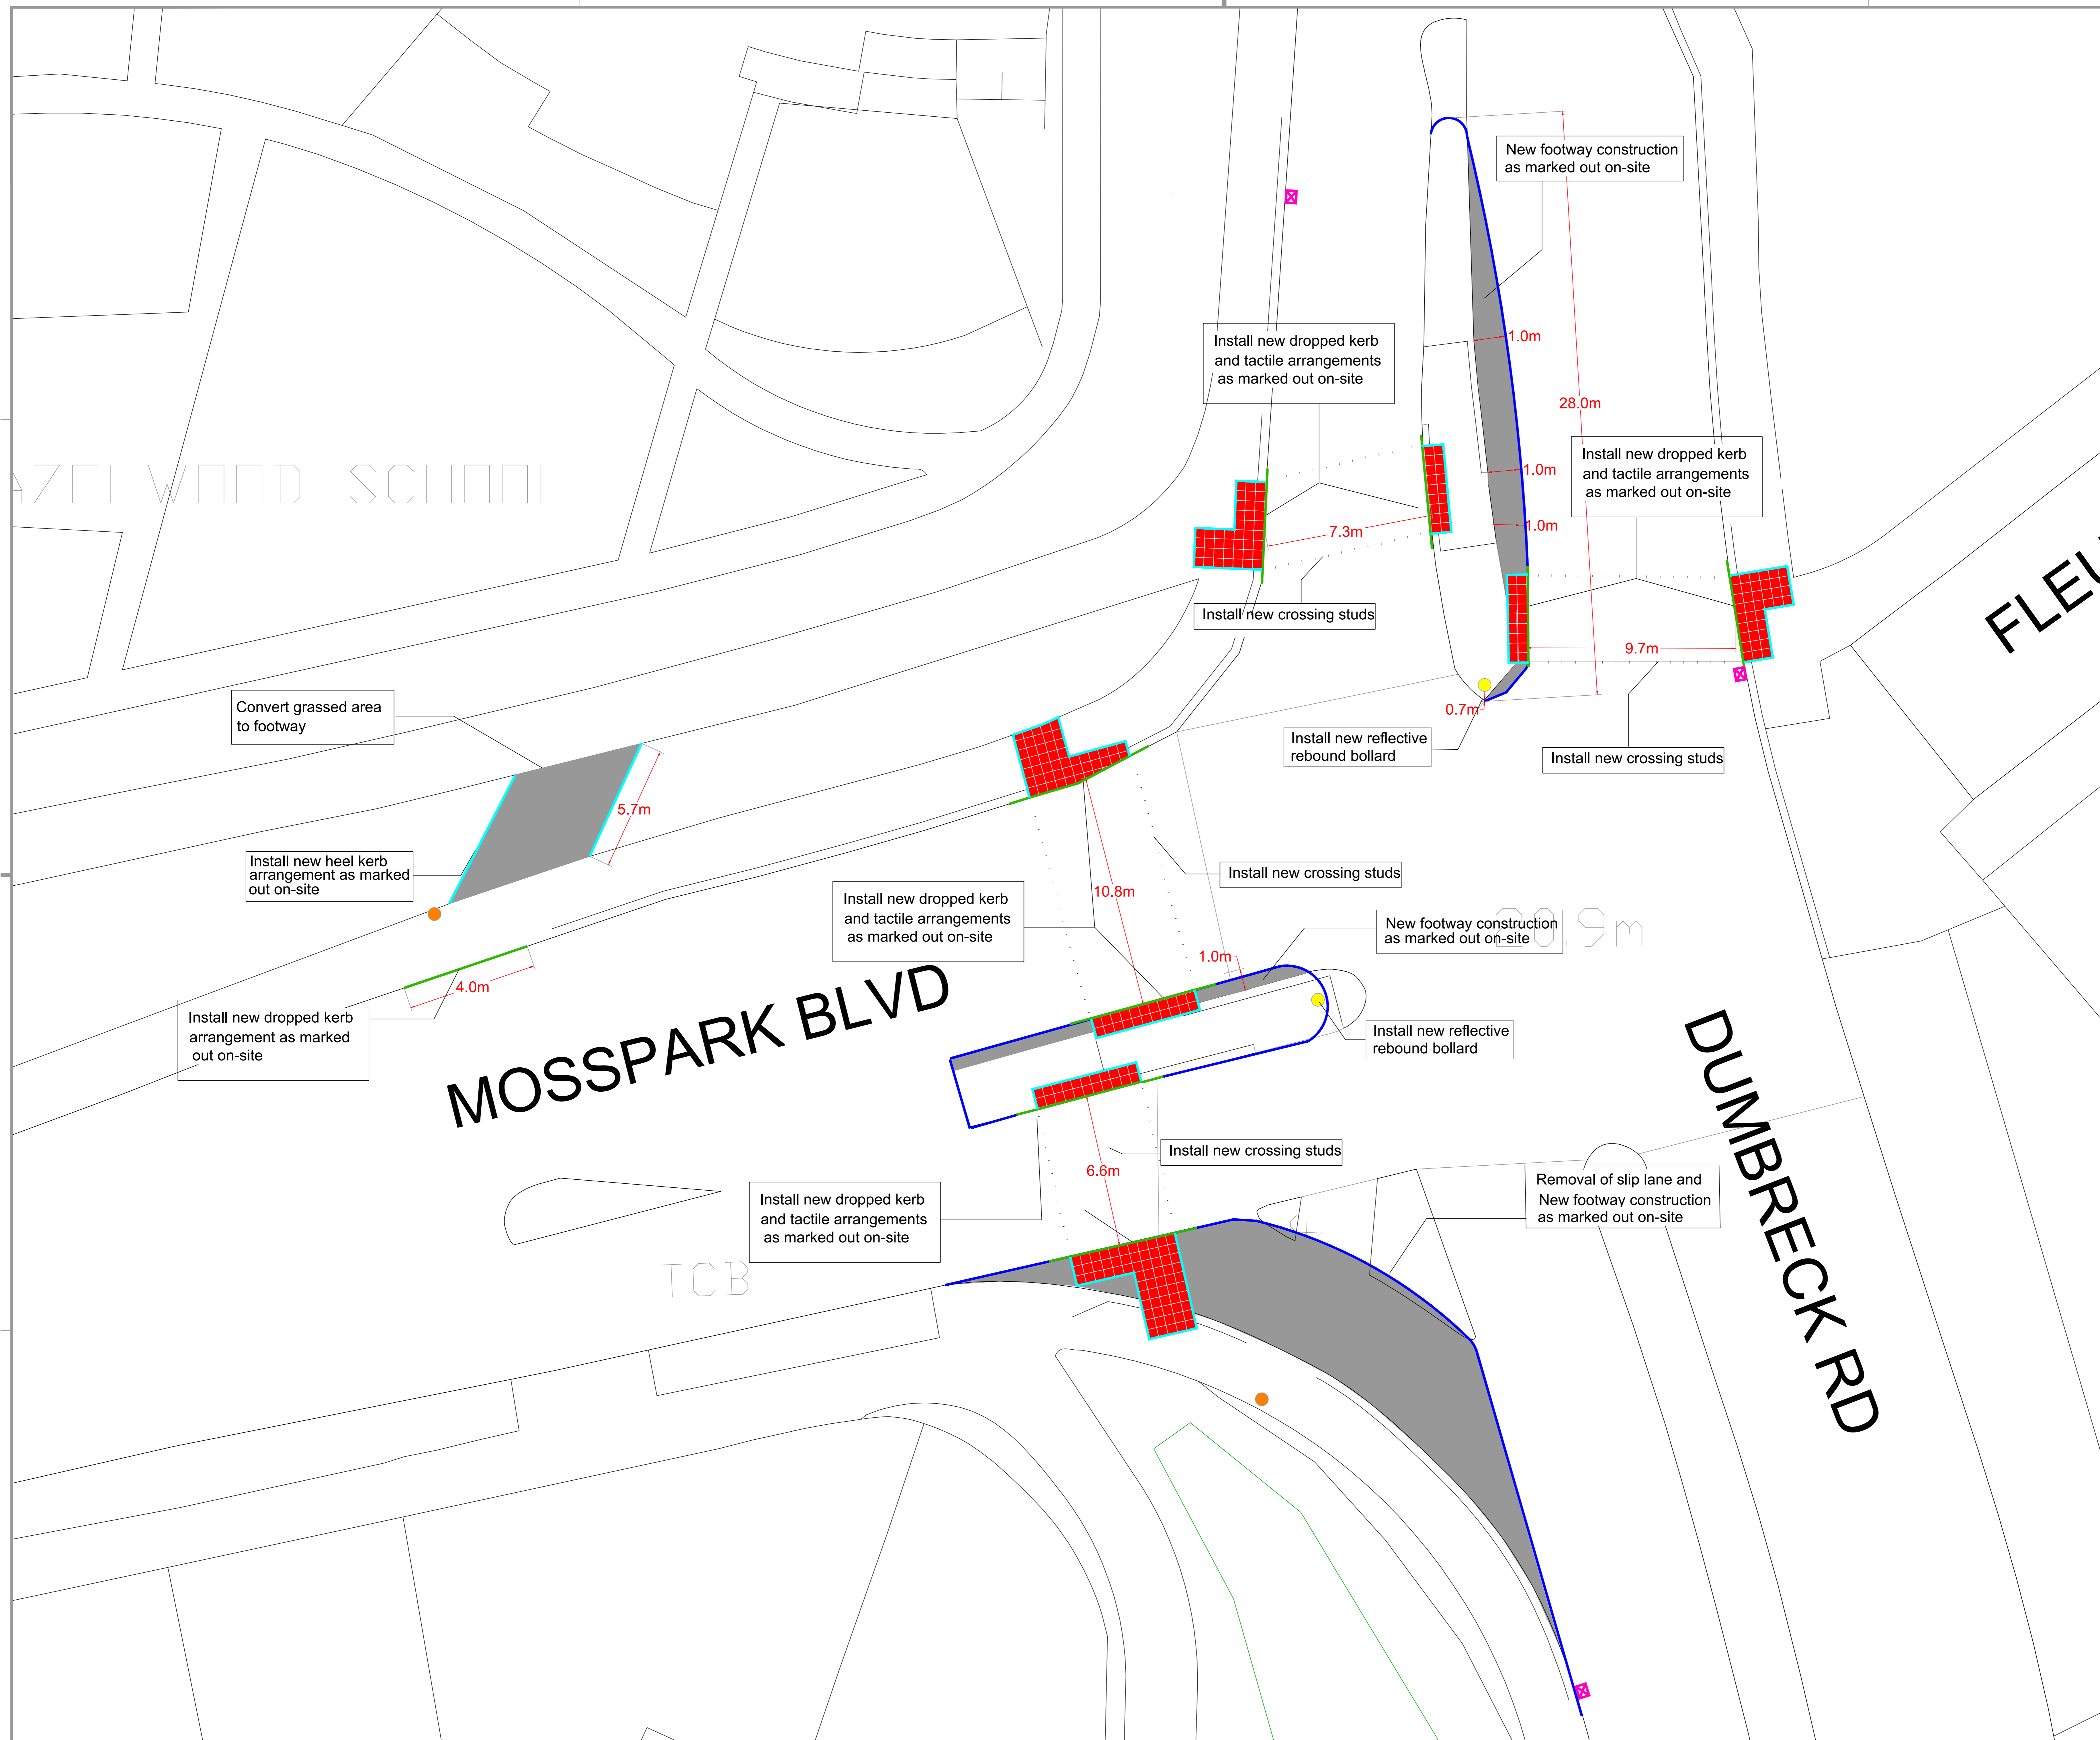 New footway construction
as marked out on-site
Install new dropped kerb
and tactile arrangements
as marked out on-site
1.0m
28.0m
Install new dropped kerb
and tactile arrangements
as marked out on-site
AZELWOOD SCHOOL
1.0m
1.0m
7.3m
Install new crossing studs
9.7m
Convert grassed area
to footway
0.7m
Install new reflective
rebound bollard
Install new crossing studs
5.7m
Install new heel kerb
arrangement as marked
out on-site
Install new crossing studs
10.8m
Install new dropped kerb
and tactile arrangements
as marked out on-site
New footway construction
as marked out on-site
20.9m
1.0m
4.0m
MOSSPARK BLVD
Install new dropped kerb
arrangement as marked
out on-site
Install new reflective
rebound bollard
DUMBRECK RD
Install new crossing studs
6.6m
Install new dropped kerb
and tactile arrangements
as marked out on-site
Removal of slip lane and
New footway construction
as marked out on-site
TCB